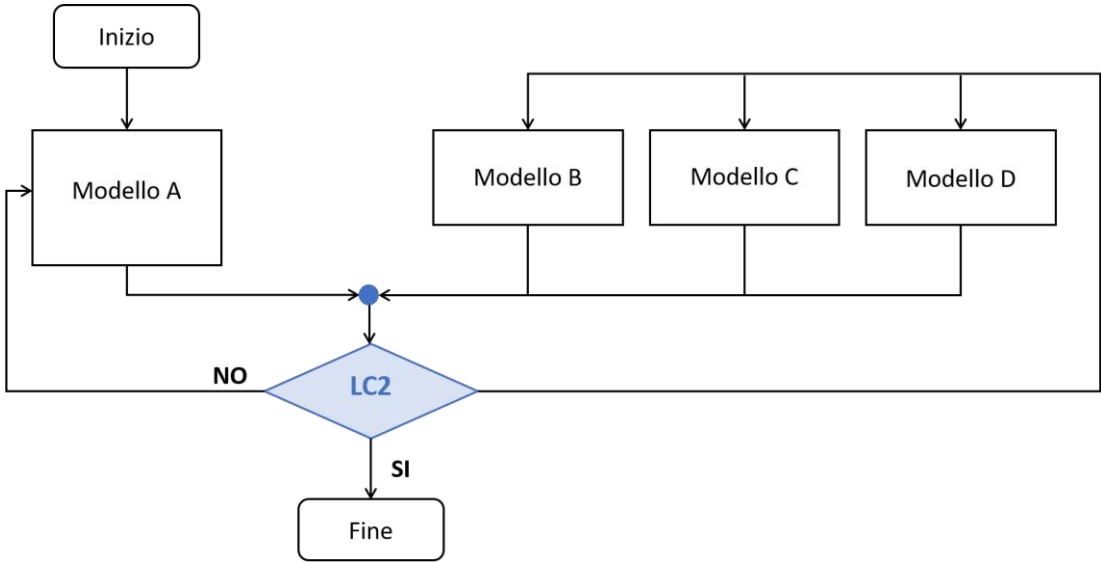 Inizio
Modello A
Modello B
Modello C
Modello D
NO
LC2
SI
Fine